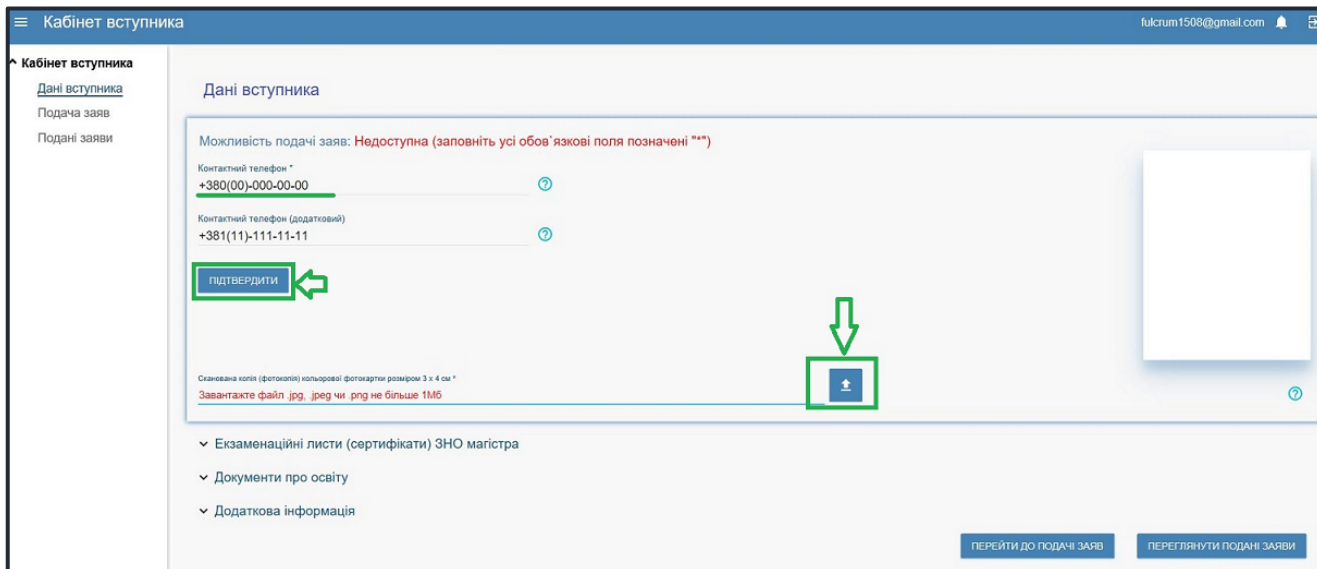 Кабінет вступника
fulcrum1508@gmail.com
Кабінет вступника
Дані вступника
Подача заяв
Подані заяви
Дані вступника
Можливість подачі заяв: Недоступна (заповніть усі обов`язкові поля позначені "*")
Контактний телефон *
+380(00)-000-00-00
Контактний телефон (додатковий)
+381(11)-111-11-11
ПІДТВЕРДИТИ
Сканована копія (фотокопія) кольорової фотокартки розміром 3 x 4 см *
Завантажте файл .jpg, .jpeg чи .png не більше 1Мб
Екзаменаційні листи (сертифікати) ЗНО магістра
Документи про освіту
Додаткова інформація
ПЕРЕЙТИ ДО ПОДАЧІ ЗАЯВ
ПЕРЕГЛЯНУТИ ПОДАНІ ЗАЯВИ